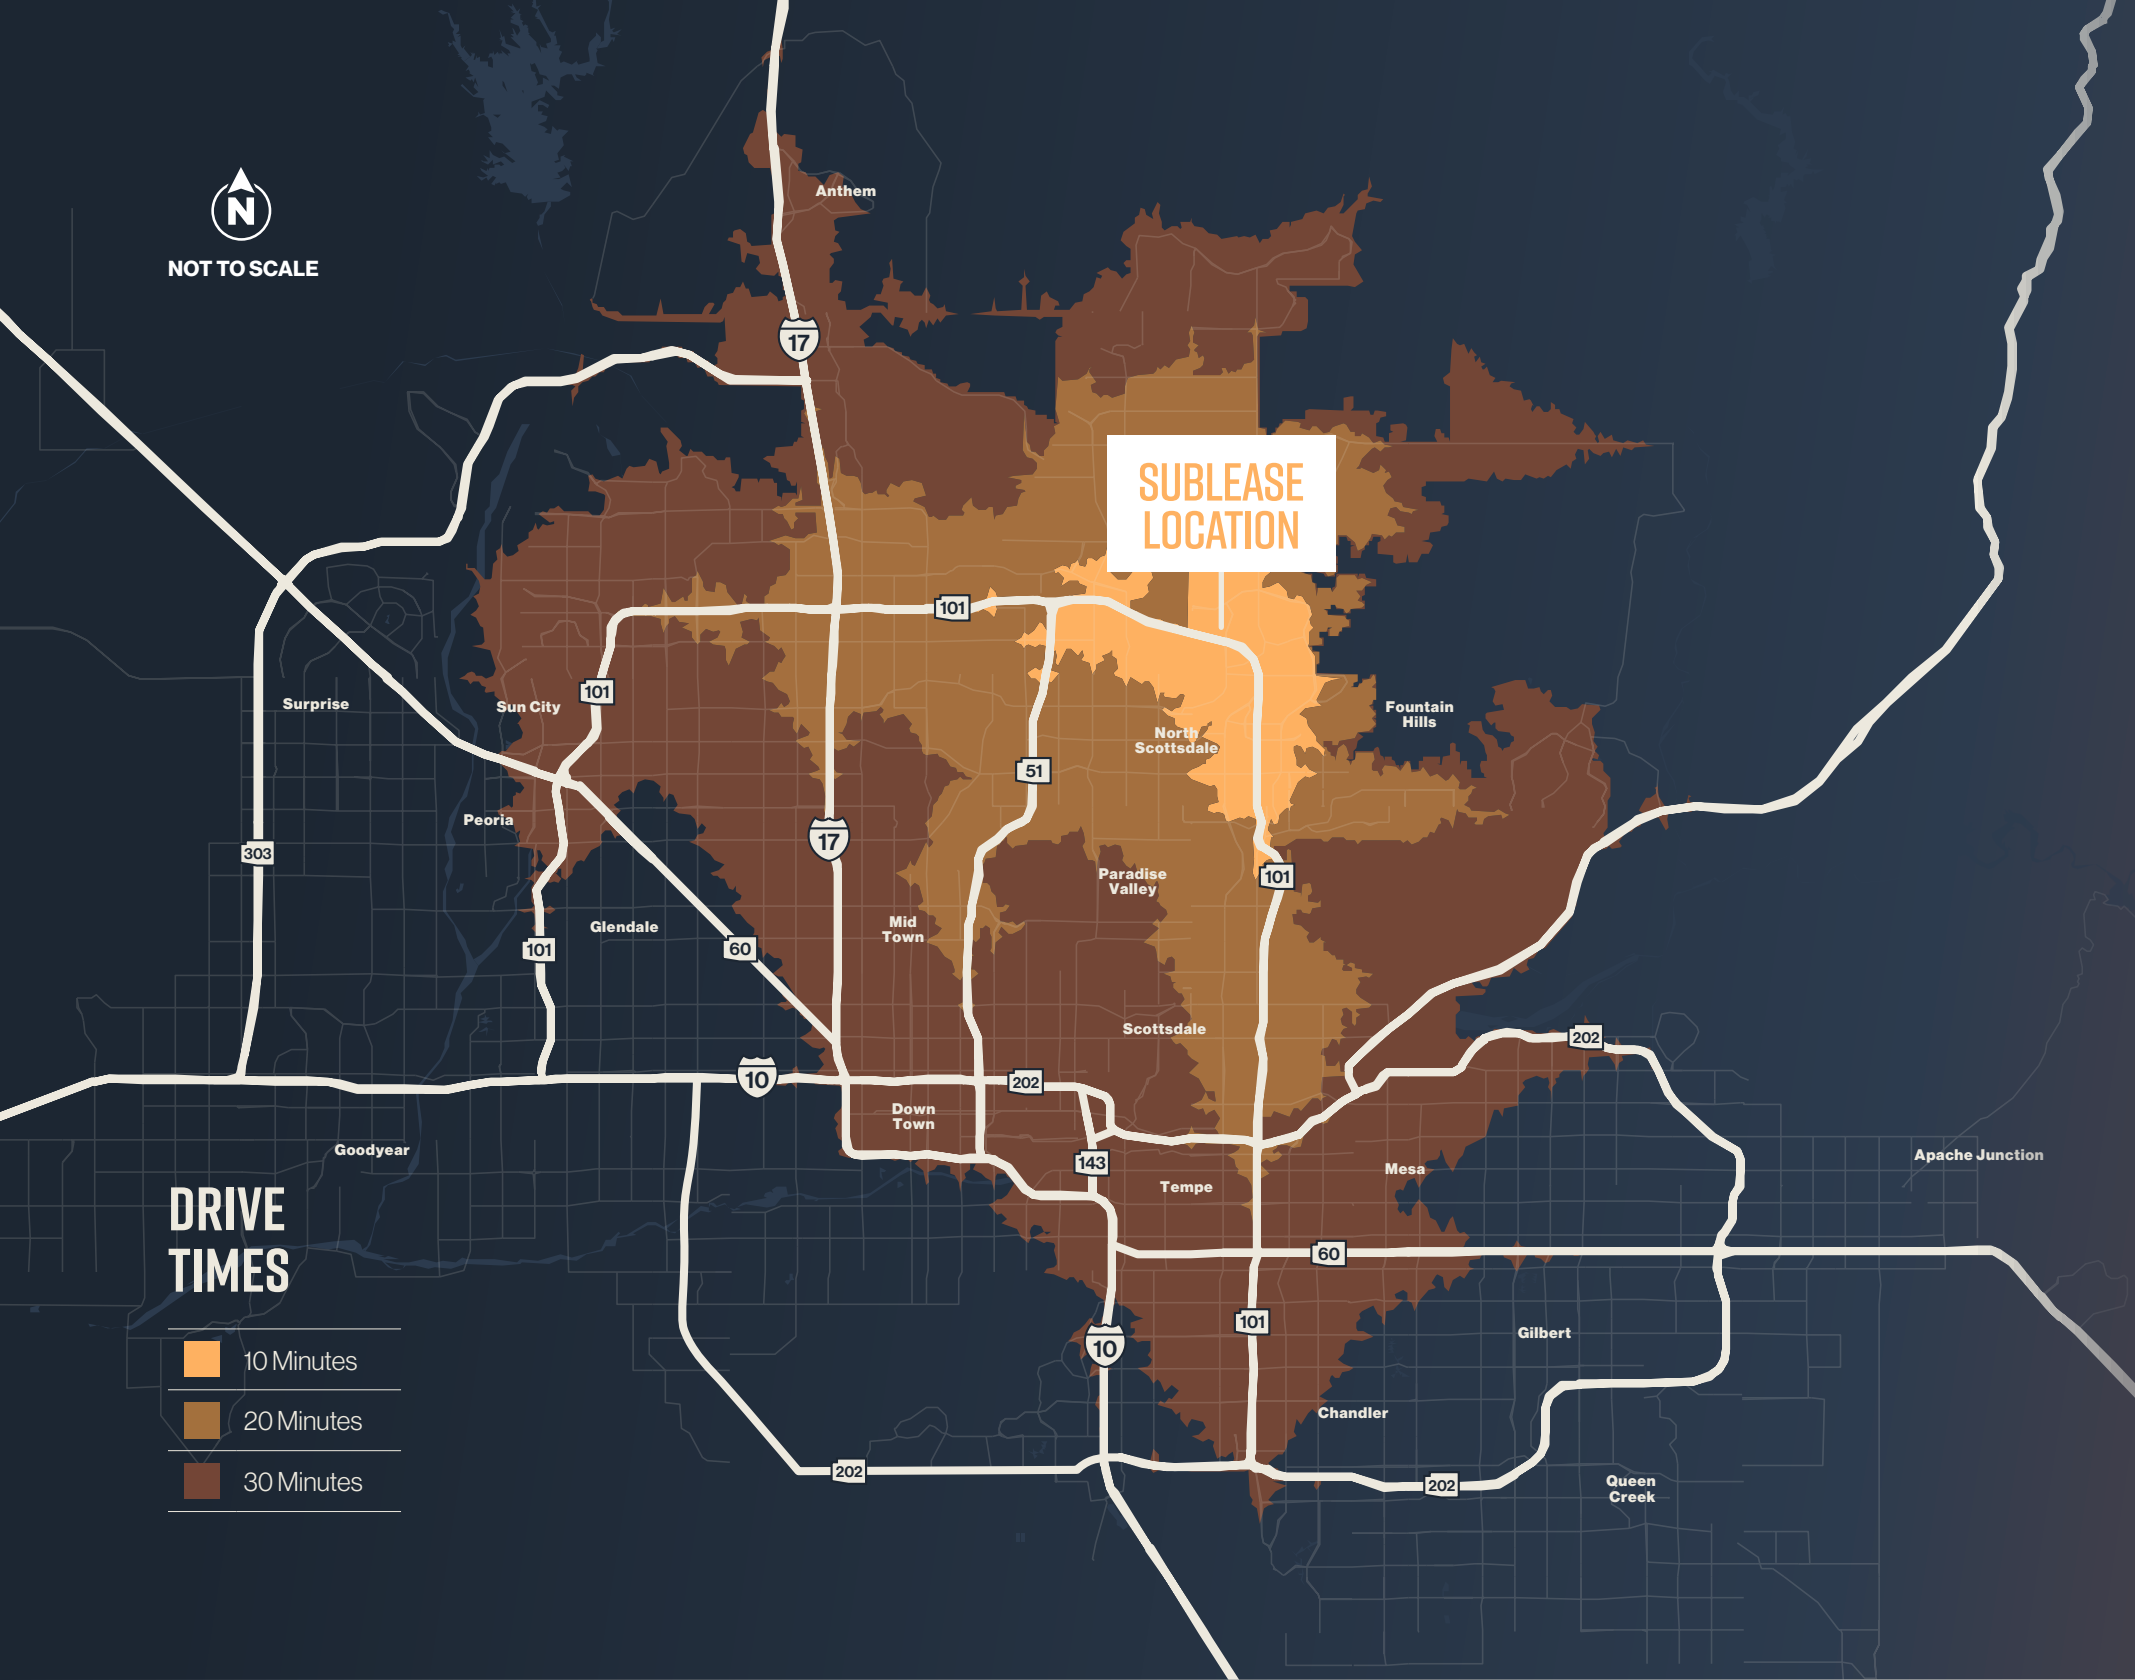 N
NOT TO SCALE
Anthem
17
SUBLEASE
LOCATION
101
101
Surprise
Sun City
Fountain
Hills
North
Scottsdale
51
Peoria
17
303
Paradise
Valley
101
Glendale
Mid
Town
60
101
Scottsdale
202
10
202
Down
Town
Goodyear
143
Mesa
Apache Junction
Tempe
DRIVE
TIMES
60
101
Gilbert
10
10 Minutes
20 Minutes
30 Minutes
Chandler
202
202
Queen
Creek